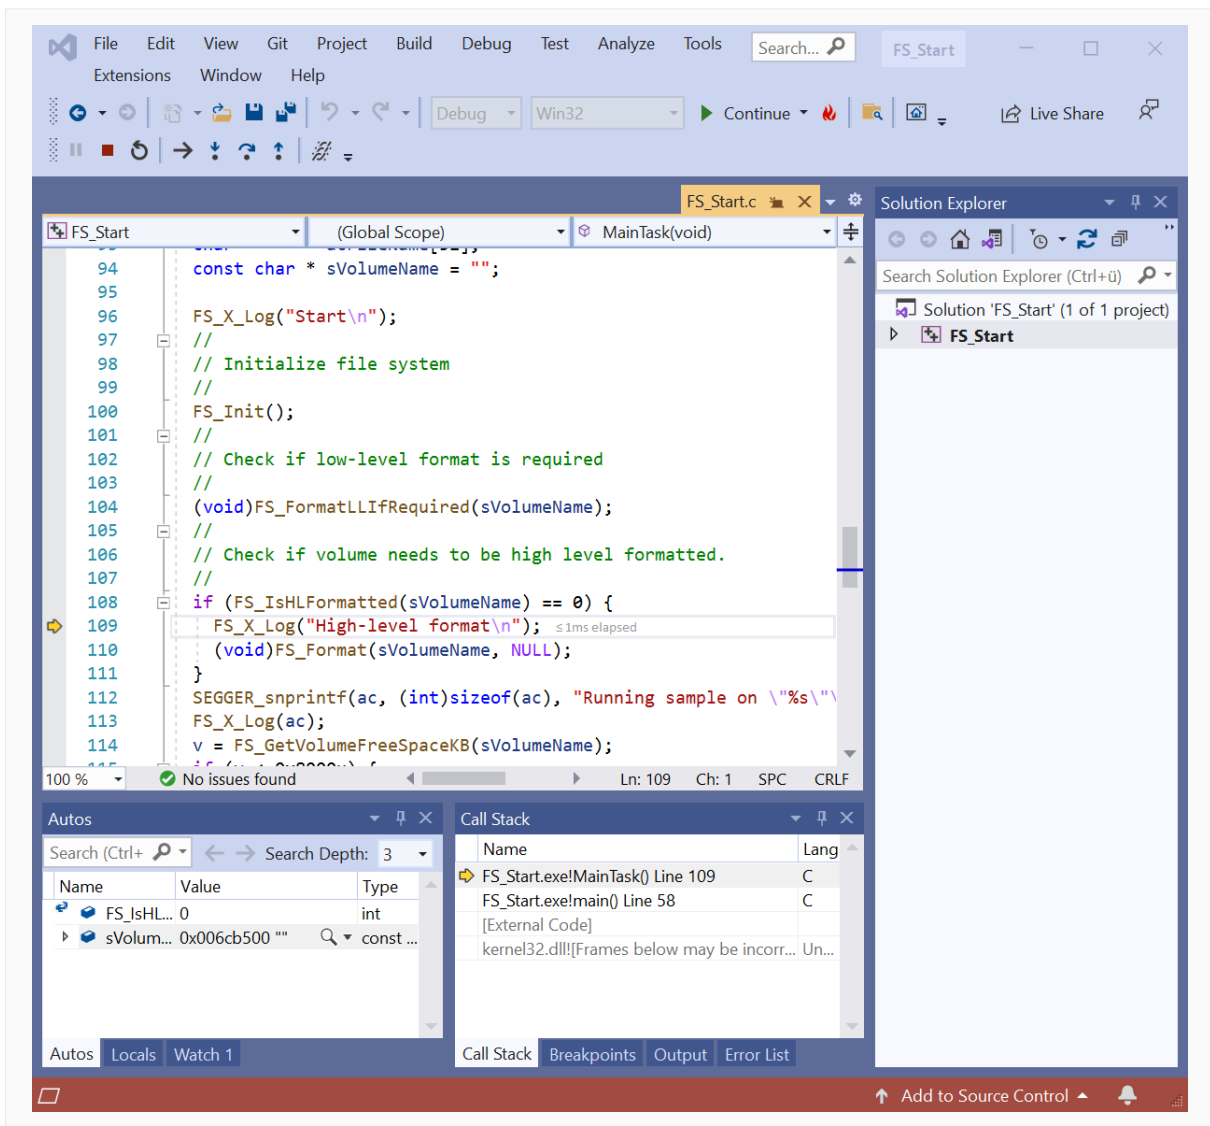 File Edit View Git Project Build Debug Test Analyze Tools Search... FS_Start
Extensions Window Help
Debug Win32 Continue Live Share
FS_Start.c
FS_Start (Global Scope) MainTask(void)
94 const char * sVolumeName = "";
95
96 FS_X_Log("Start\n");
97 //
98 // Initialize file system
99 //
100 FS_Init();
101 //
102 // Check if low-level format is required
103 //
104 (void)FS_FormatLLIfRequired(sVolumeName);
105 //
106 // Check if volume needs to be high level formatted.
107 //
108 if (FS_IsHLFormatted(sVolumeName) == 0) {
109 FS_X_Log("High-level format\n"); ≤1ms elapsed
110 (void)FS_Format(sVolumeName, NULL);
111 }
112 SEGGER_snprintf(ac, (int)sizeof(ac), "Running sample on \"%s\"\
113 FS_X_Log(ac);
114 v = FS_GetVolumeFreeSpaceKB(sVolumeName);
100 % No issues found Ln: 109 Ch: 1 SPC CRLF
Solution Explorer
Search Solution Explorer (Ctrl+ü)
Solution 'FS_Start' (1 of 1 project)
FS_Start
Autos
Search (Ctrl+ Search Depth: 3
Name Value Type
FS_IsHL... 0 int
sVolum... 0x006cb500 "" const ...
Autos Locals Watch 1
Call Stack
Name Lang
FS_Start.exe!MainTask() Line 109 C
FS_Start.exe!main() Line 58 C
[External Code]
kernel32.dll![Frames below may be incorr... Un...
Call Stack Breakpoints Output Error List
Add to Source Control